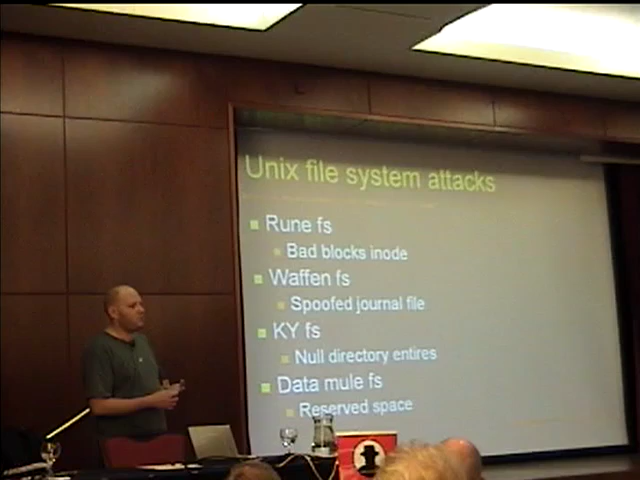 Unix file system attacks
Rune fs
Bad blocks inode
Waffen fs
Spoofed journal file
KY fs
Null directory entires
Data mule fs
Reserved space